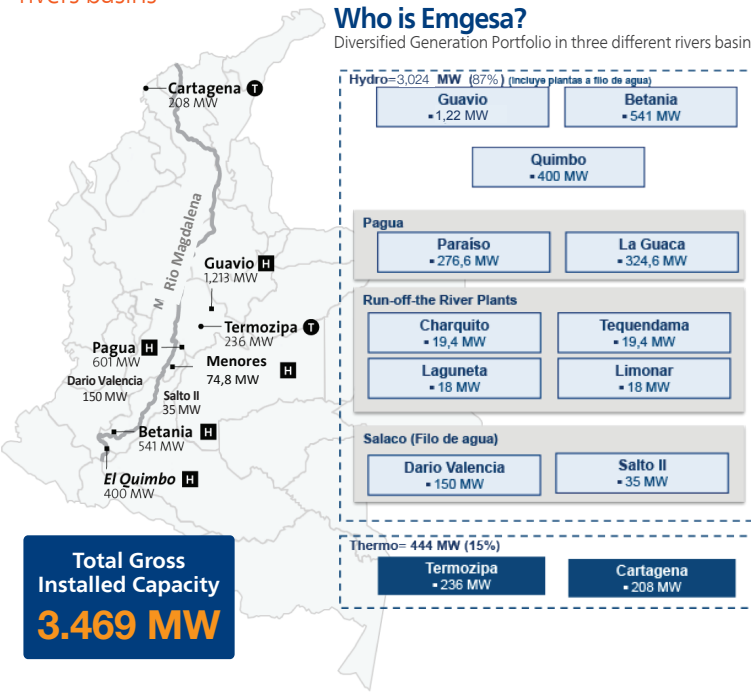 rivers basins
Who is Emgesa?
Diversified Generation Portfolio in three different rivers basin
Cartagena T
208 MW
M Rio Magdalena
Guavio H
1,213 MW
Termozipa T
236 MW
Pagua H
601 MW
Menores H
74,8 MW
Dario Valencia
150 MW
Salto II
35 MW
Betania H
541 MW
El Quimbo H
400 MW
Total Gross
Installed Capacity
3.469 MW
Hydro=3,024 MW (87%) (Incluye plantas a filo de agua)
Guavio
▪1,22 MW
Betania
▪ 541 MW
Quimbo
▪ 400 MW
Pagua
Paraíso
▪ 276,6 MW
La Guaca
▪ 324,6 MW
Run-off-the River Plants
Charquito
▪ 19,4 MW
Tequendama
▪ 19,4 MW
Laguneta
▪ 18 MW
Limonar
▪ 18 MW
Salaco (Filo de agua)
Dario Valencia
▪ 150 MW
Salto II
▪ 35 MW
Thermo= 444 MW (15%)
Termozipa
▪ 236 MW
Cartagena
▪ 208 MW